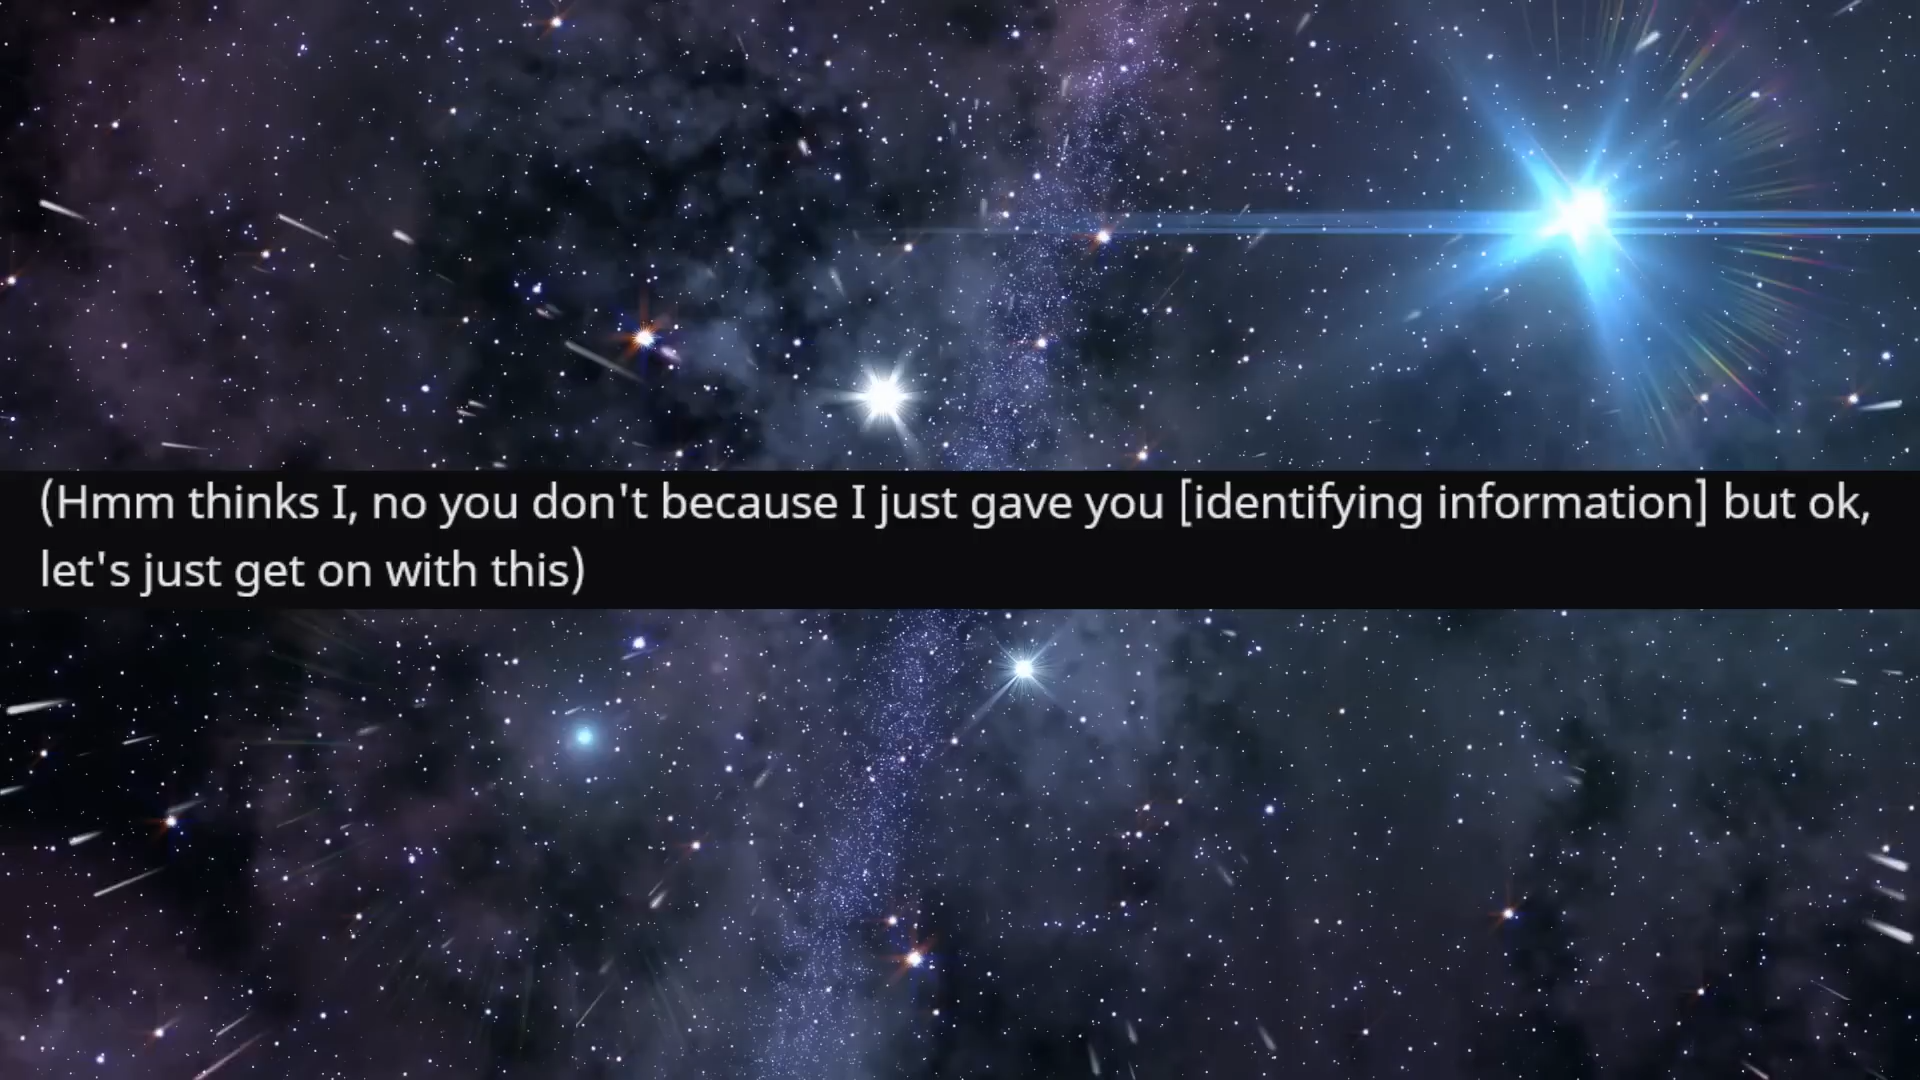 (Hmm thinks I, no you don't because I just gave you [identifying information] but ok,
let's just get on with this)